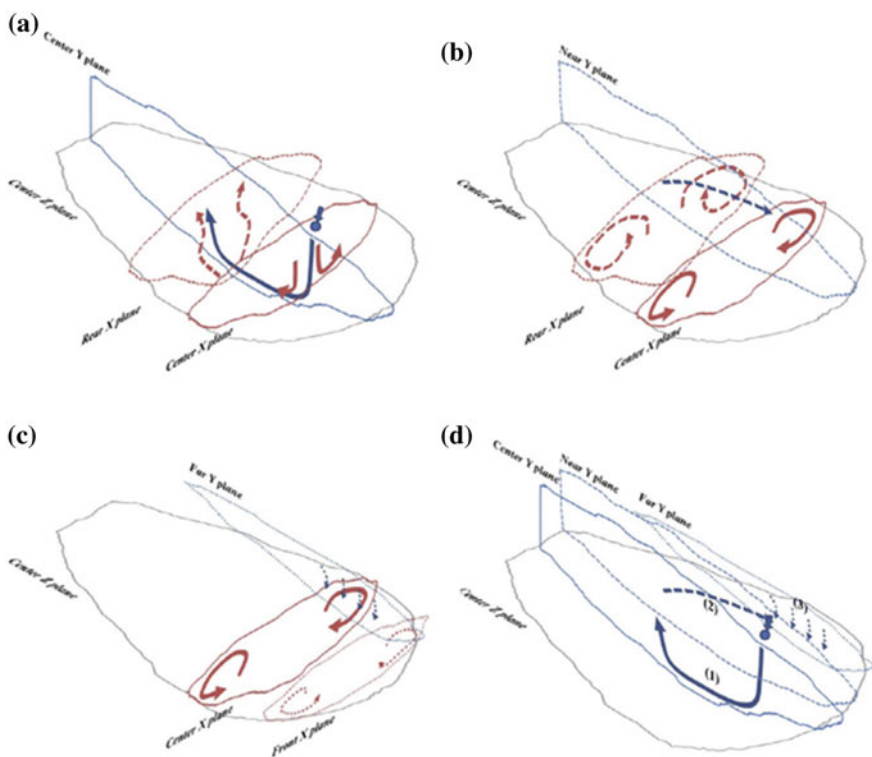 (a)
Center Y plane
Center Z plane
Rear X plane
Center X plane
(b)
Near Y plane
Center Z plane
Rear X plane
Center X plane
(c)
Far Y plane
Center Z plane
Center X plane
Front X plane
(d)
Center Y plane
Near Y plane
Far Y plane
Center Z plane
(1)
(2)
(3)